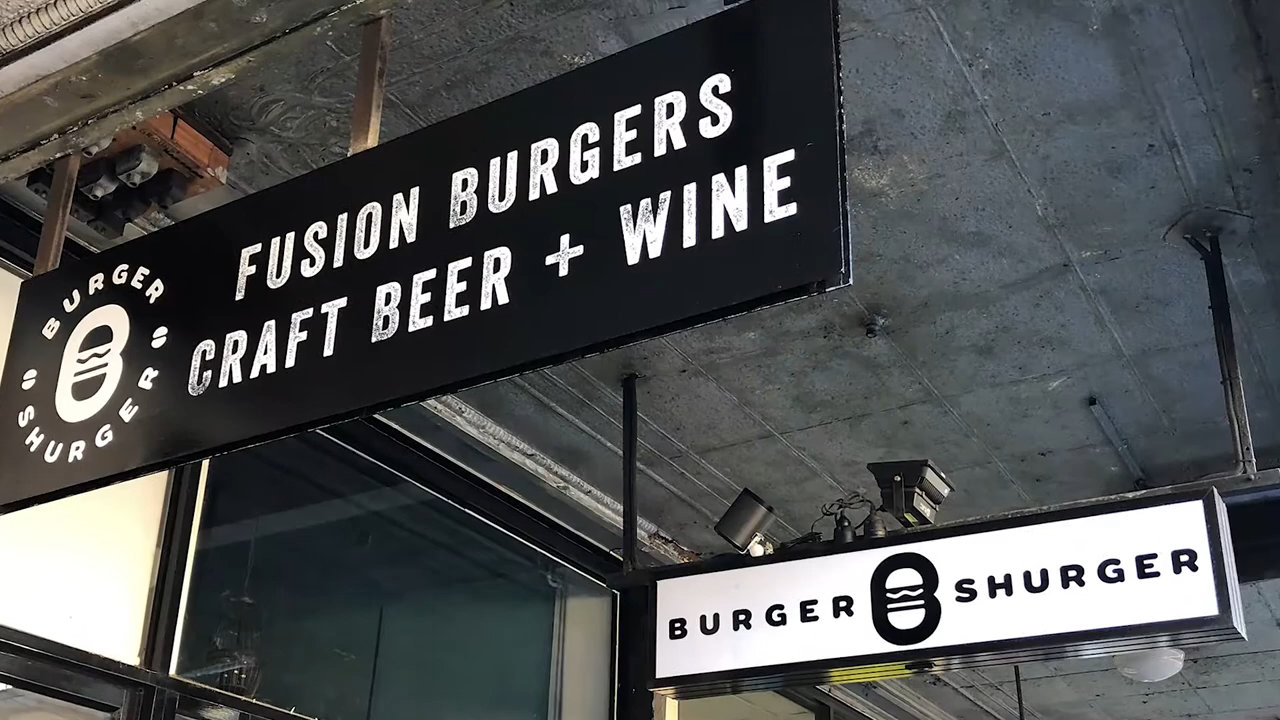 BURGER
SHURGER
FUSION BURGERS
CRAFT BEER + WINE
BURGER B SHURGER